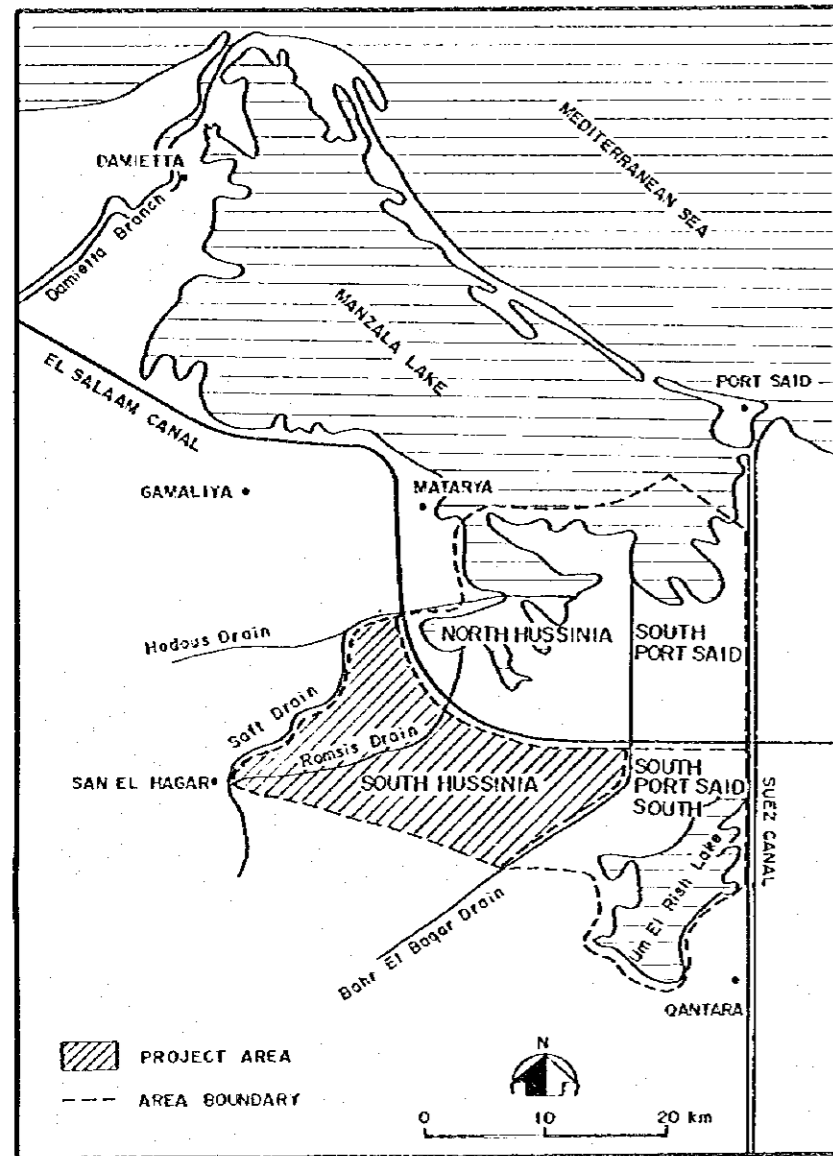 MEDITERRANEAN SEA
DAMIETTA
Damietta Branch
MANZALA LAKE
EL SALAAM CANAL
PORT SAID
GAMALIYA
MATARYA
NORTH HUSSINIA
SOUTH
PORT SAID
Hadous Drain
Saft Drain
Ramsis Drain
SAN EL HAGAR
SOUTH HUSSINIA
SOUTH
PORT SAID
SOUTH
SUEZ CANAL
Um El Rish Lake
Bahr El Baqar Drain
QANTARA
PROJECT AREA
AREA BOUNDARY
N
0 10 20 km